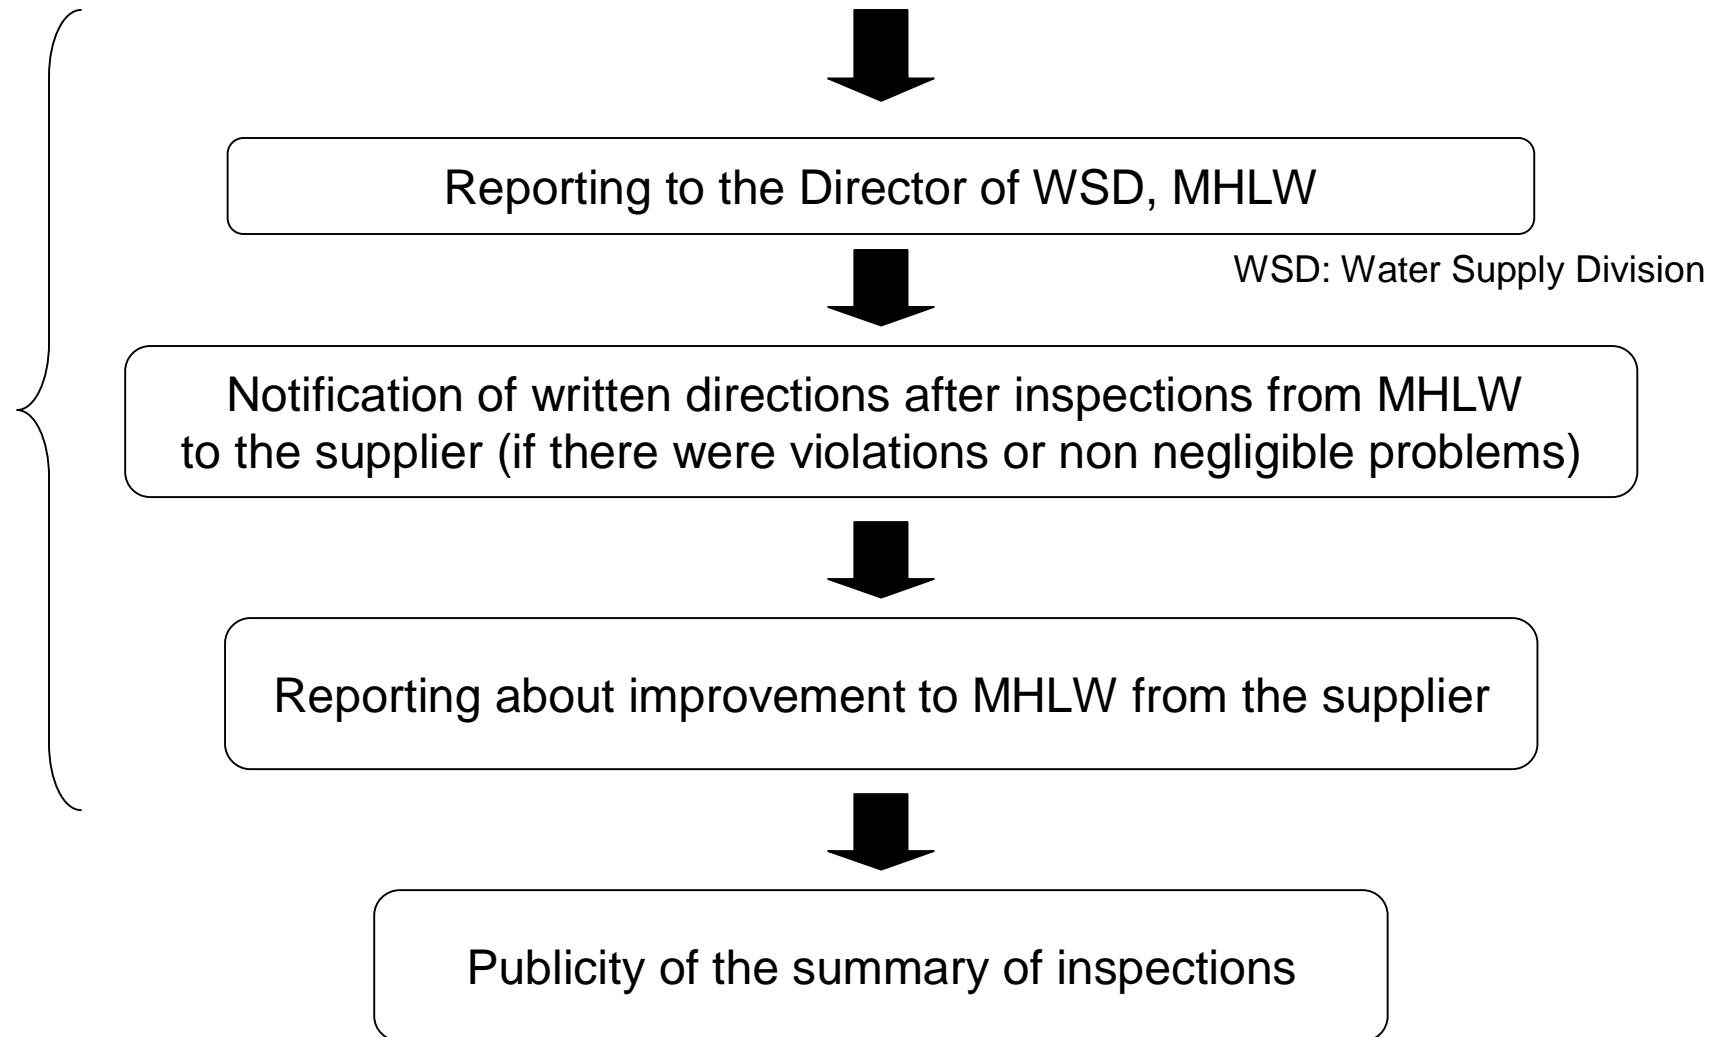 Reporting to the Director of WSD, MHLW
WSD: Water Supply Division
Notification of written directions after inspections from MHLW
to the supplier (if there were violations or non negligible problems)
Reporting about improvement to MHLW from the supplier
Publicity of the summary of inspections